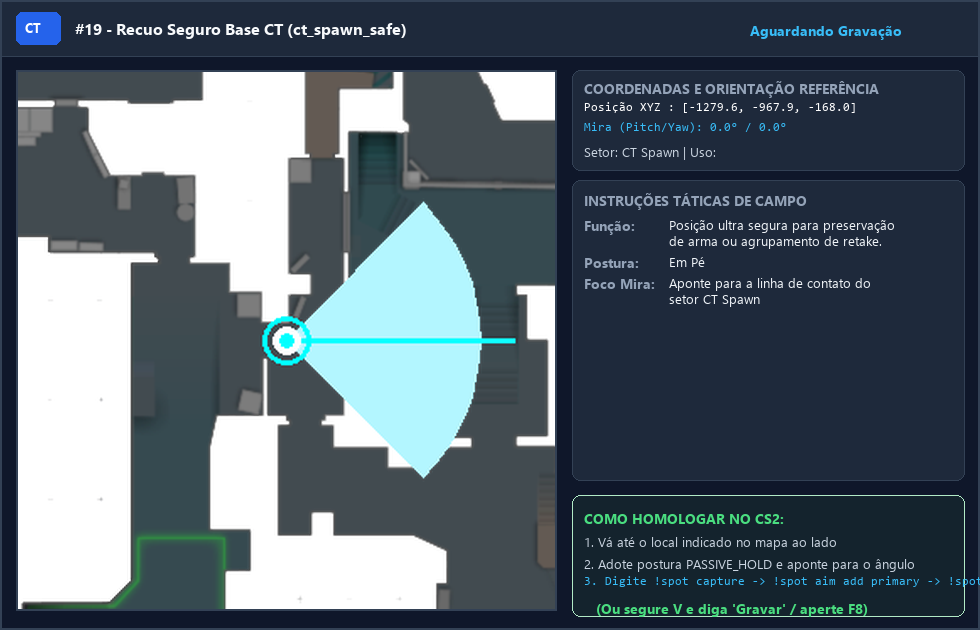 CT
#19 - Recuo Seguro Base CT (ct_spawn_safe)
Aguardando Gravação
COORDENADAS E ORIENTAÇÃO REFERÊNCIA
Posição XYZ : [-1279.6, -967.9, -168.0]
Mira (Pitch/Yaw): 0.0º / 0.0º
Setor: CT Spawn | Uso:
INSTRUÇÕES TÁTICAS DE CAMPO
Função: Posição ultra segura para preservação
de arma ou agrupamento de retake.
Postura: Em Pé
Foco Mira: Aponte para a linha de contato do
setor CT Spawn
COMO HOMOLOGAR NO CS2:
1. Vá até o local indicado no mapa ao lado
2. Adote postura PASSIVE_HOLD e aponte para o ângulo
3. Digite !spot capture -> !spot aim add primary -> !spot
(Ou segure V e diga 'Gravar' / aperte F8)